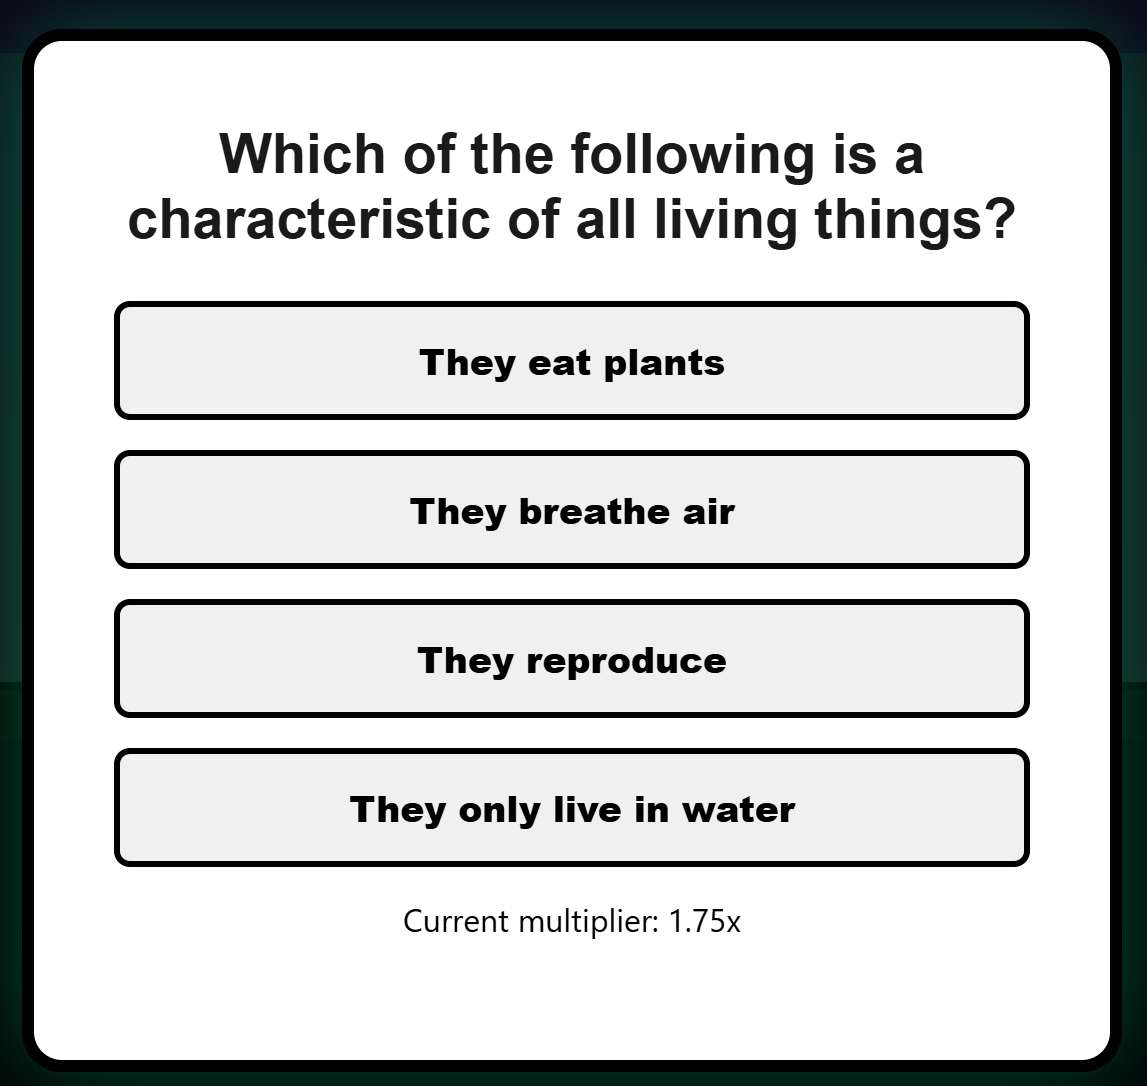 Which of the following is a
characteristic of all living things?
They eat plants
They breathe air
They reproduce
They only live in water
Current multiplier: 1.75x